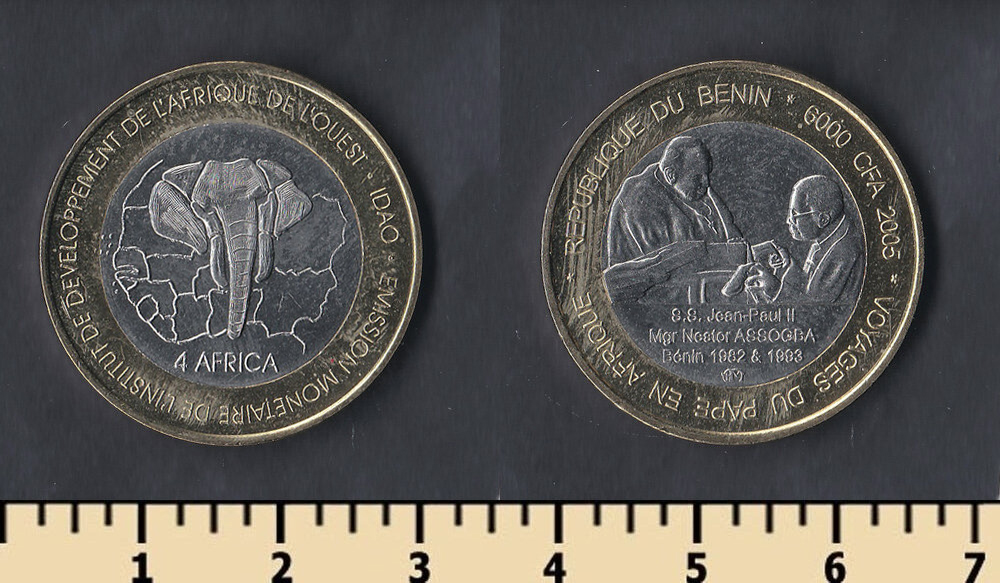 EMISSION MONETAIRE DE L'INSTITUT DE DEVELOPPEMENT DE L'AFRIQUE DE L'OUEST - IDAO -
4 AFRICA
REPUBLIQUE DU BENIN * 6000 CFA 2005 * VOYAGES DU PAPE EN AFRIQUE *
S.S. Jean-Paul II
Mgr Nestor ASSOGBA
Bénin 1982 & 1993
1 2 3 4 5 6 7